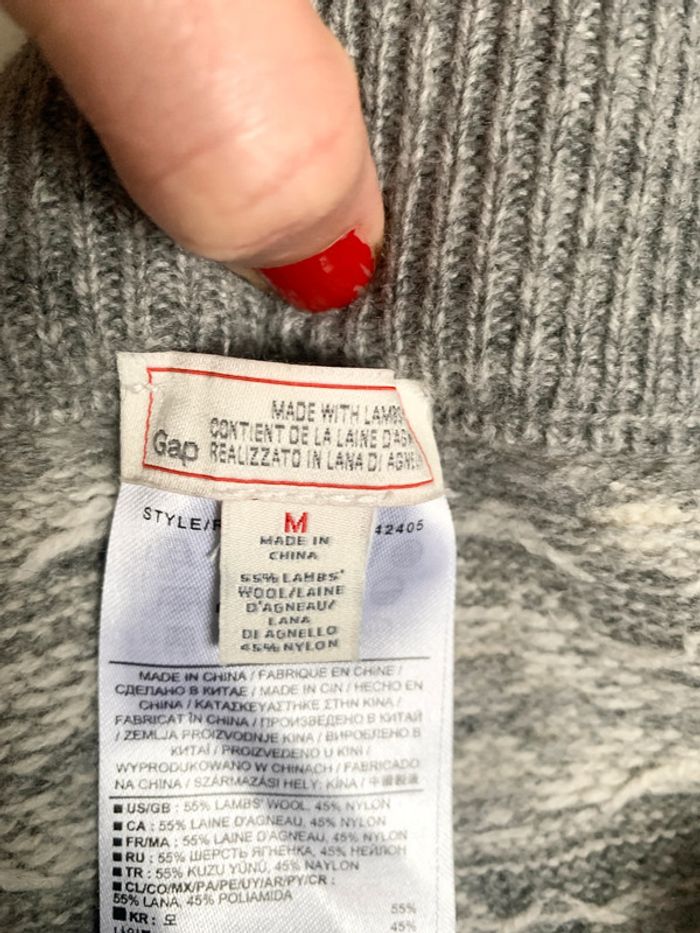 MADE WITH LAMBS
CONTIENT DE LA LAINE D'AGN
Gap REALIZZATO IN LANA DI AGNE
STYLE/ 42405
M
MADE IN
CHINA
55% LAMBS'
WOOL/LAINE
D'AGNEAU/
LANA
DI AGNELLO
45% NYLON
MADE IN CHINA / FABRIQUE EN CHINE /
СДЕЛАНО В КИТАЕ / MADE IN CIN / HECHO EN
CHINA / ΚΑΤΑΣΚΕΥΑΣΤΗΚΕ ΣΤΗΝ ΚΙΝΑ /
FABRICAT ÎN CHINA / ПРОИЗВЕДЕНО В КИТАЙ
/ ZEMLJA PROIZVODNJE KINA / ВИРОБЛЕНО В
КИТАЇ / PROIZVEDENO U KINI /
WYPRODUKOWANO W CHINACH / FABRICADO
NA CHINA / SZÁRMAZÁSI HELY: KÍNA / 中國製造
US/GB : 55% LAMBS' WOOL, 45% NYLON
CA : 55% LAINE D'AGNEAU, 45% NYLON
FR/MA : 55% LAINE D'AGNEAU, 45% NYLON
RU : 55% ШЕРСТЬ ЯГНЕНКА, 45% НЕЙЛОН
TR : 55% KUZU YÜNÜ, 45% NAYLON
CL/CO/MX/PA/PE/UY/AR/PY/CR :
55% LANA, 45% POLIAMIDA
KR : 모 55%
45%